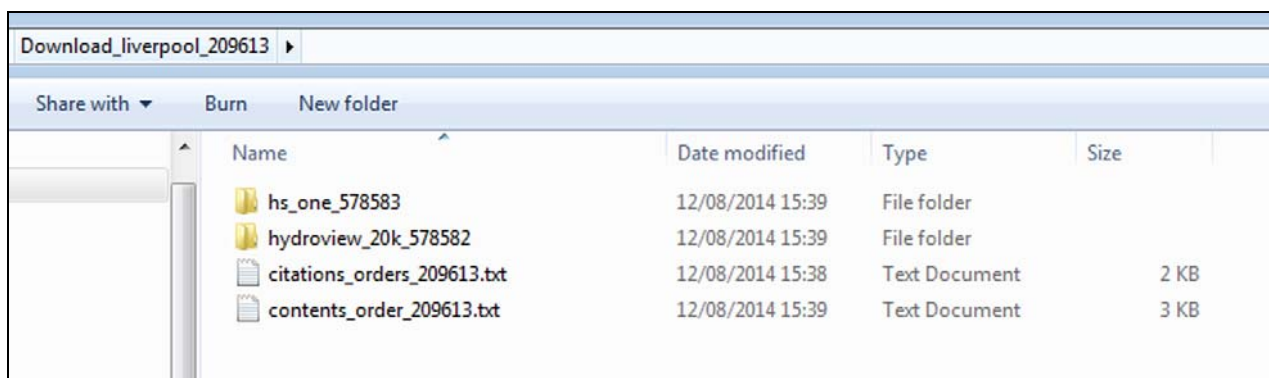 Download_liverpool_209613
Share with Burn New folder
Name Date modified Type Size
hs_one_578583 12/08/2014 15:39 File folder
hydroview_20k_578582 12/08/2014 15:39 File folder
citations_orders_209613.txt 12/08/2014 15:38 Text Document 2 KB
contents_order_209613.txt 12/08/2014 15:39 Text Document 3 KB